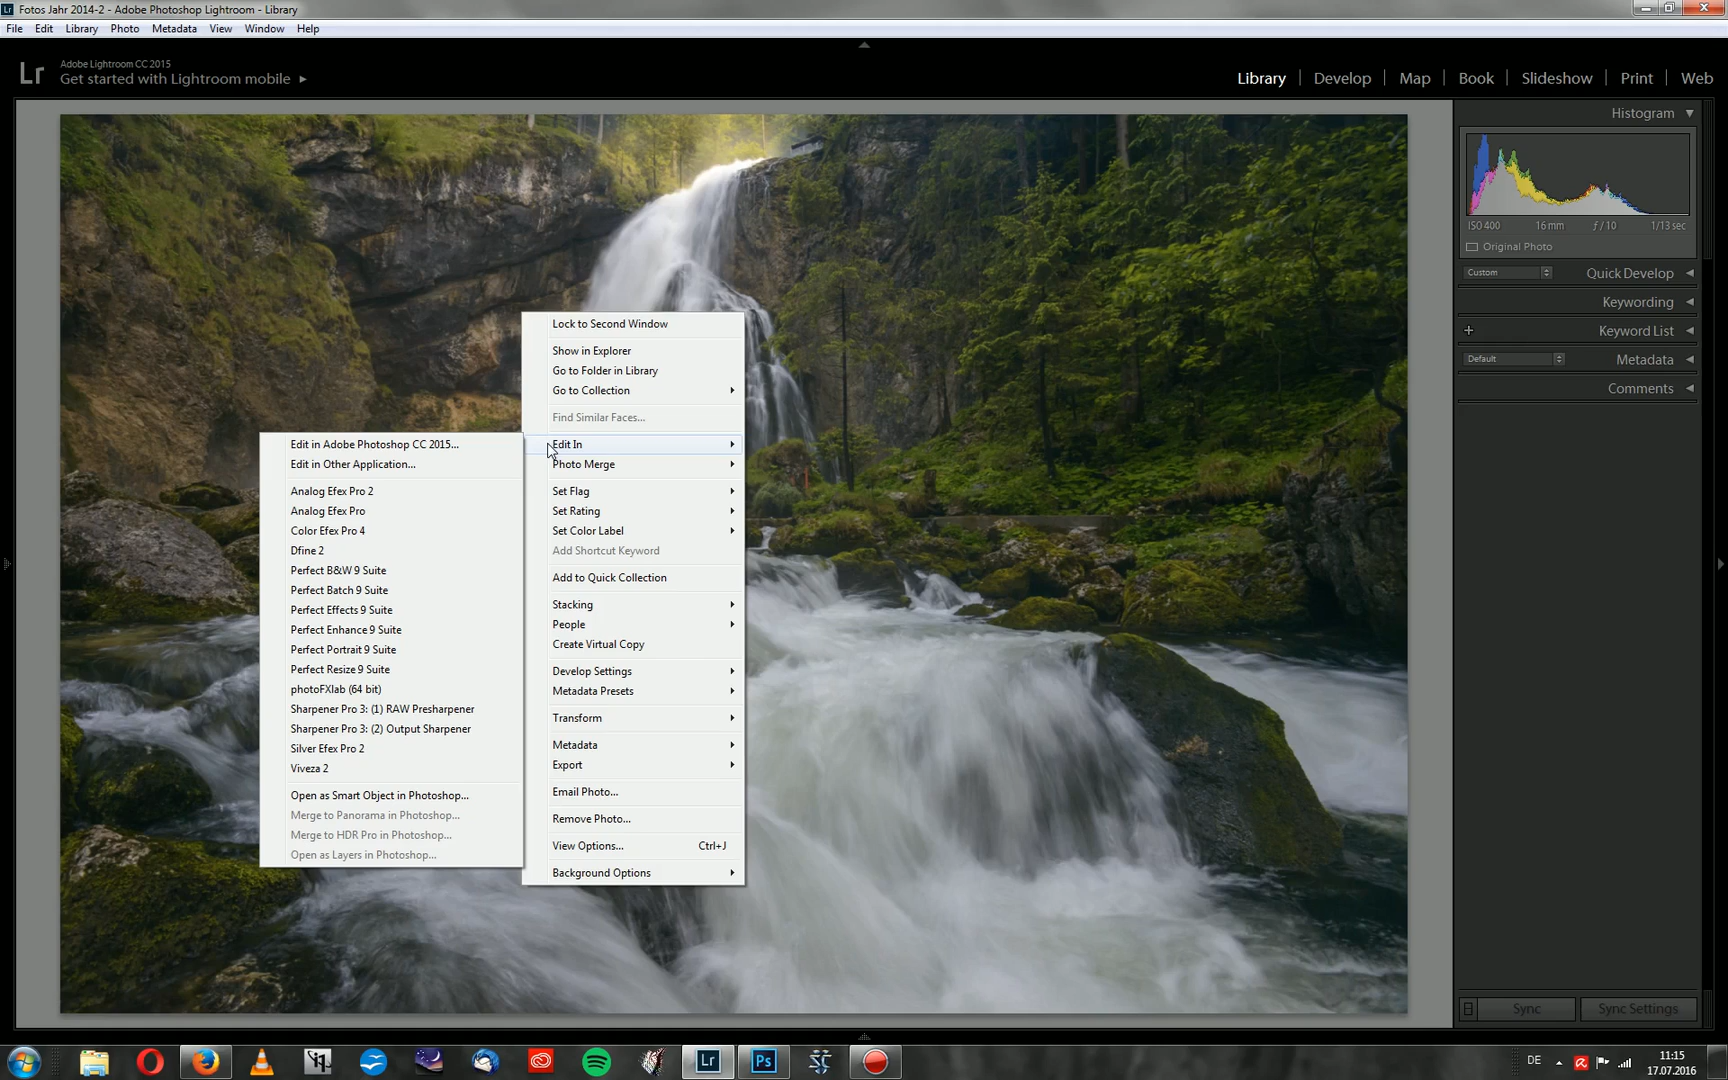 Fotos Jahr 2014-2 - Adobe Photoshop Lightroom - Library
File Edit Library Photo Metadata View Window Help
Lr
Adobe Lightroom CC 2015
Get started with Lightroom mobile
Library Develop Map Book Slideshow Print Web
Histogram
ISO 400 16 mm ƒ / 10 1/13 sec
Original Photo
Custom Quick Develop
Keywording
Keyword List
Default Metadata
Comments
Lock to Second Window
Show in Explorer
Go to Folder in Library
Go to Collection
Find Similar Faces...
Edit In
Photo Merge
Set Flag
Set Rating
Set Color Label
Add Shortcut Keyword
Add to Quick Collection
Stacking
People
Create Virtual Copy
Develop Settings
Metadata Presets
Transform
Metadata
Export
Email Photo...
Remove Photo...
View Options... Ctrl+J
Background Options
Edit in Adobe Photoshop CC 2015...
Edit in Other Application...
Analog Efex Pro 2
Analog Efex Pro
Color Efex Pro 4
Dfine 2
Perfect B&W 9 Suite
Perfect Batch 9 Suite
Perfect Effects 9 Suite
Perfect Enhance 9 Suite
Perfect Portrait 9 Suite
Perfect Resize 9 Suite
photoFXlab (64 bit)
Sharpener Pro 3: (1) RAW Presharpener
Sharpener Pro 3: (2) Output Sharpener
Silver Efex Pro 2
Viveza 2
Open as Smart Object in Photoshop...
Merge to Panorama in Photoshop...
Merge to HDR Pro in Photoshop...
Open as Layers in Photoshop...
Sync Sync Settings
Lr Ps
DE
11:15
17.07.2016